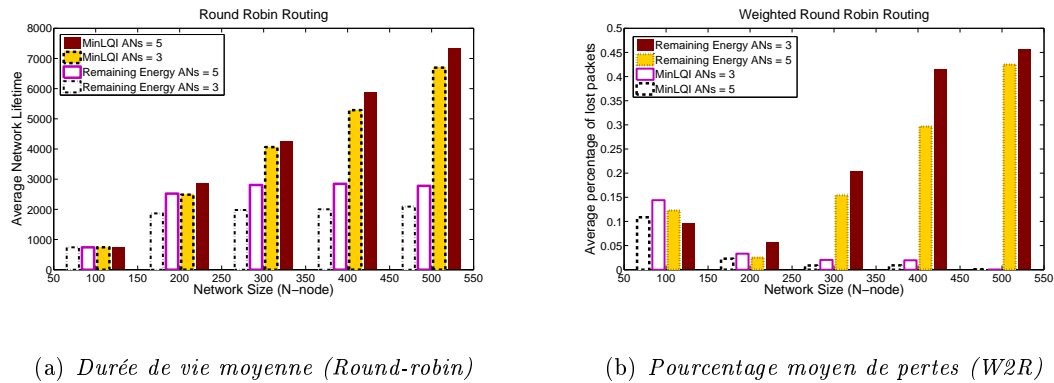 Round Robin Routing
Average Network Lifetime
8000
7000
6000
5000
4000
3000
2000
1000
0
MinLQI ANs = 5
MinLQI ANs = 3
Remaining Energy ANs = 5
Remaining Energy ANs = 3
50 100 150 200 250 300 350 400 450 500 550
Network Size (N−node)
(a) Durée de vie moyenne (Round-robin)
Weighted Round Robin Routing
Average percentage of lost packets
0.5
0.45
0.4
0.35
0.3
0.25
0.2
0.15
0.1
0.05
0
Remaining Energy ANs = 3
Remaining Energy ANs = 5
MinLQI ANs = 3
MinLQI ANs = 5
50 100 150 200 250 300 350 400 450 500 550
Network Size (N−node)
(b) Pourcentage moyen de pertes (W2R)